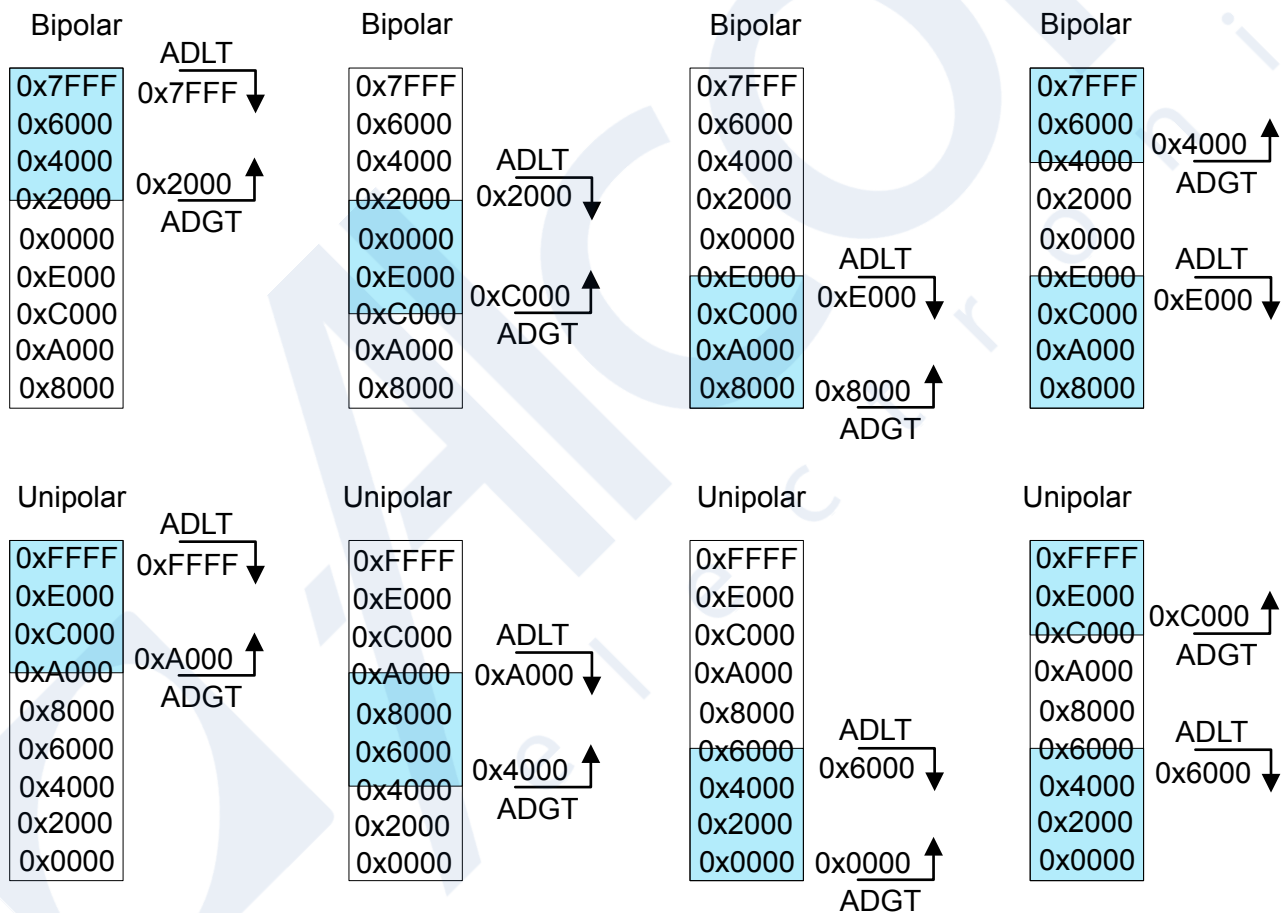 Bipolar
0x7FFF
0x6000
0x4000
0x2000
0x0000
0xE000
0xC000
0xA000
0x8000
ADLT
0x7FFF
0x2000
ADGT
Bipolar
0x7FFF
0x6000
0x4000
0x2000
0x0000
0xE000
0xC000
0xA000
0x8000
ADLT
0x2000
0xC000
ADGT
Bipolar
0x7FFF
0x6000
0x4000
0x2000
0x0000
0xE000
0xC000
0xA000
0x8000
ADLT
0xE000
0x8000
ADGT
Bipolar
0x7FFF
0x6000
0x4000
0x2000
0x0000
0xE000
0xC000
0xA000
0x8000
0x4000
ADGT
ADLT
0xE000
Unipolar
0xFFFF
0xE000
0xC000
0xA000
0x8000
0x6000
0x4000
0x2000
0x0000
ADLT
0xFFFF
0xA000
ADGT
Unipolar
0xFFFF
0xE000
0xC000
0xA000
0x8000
0x6000
0x4000
0x2000
0x0000
ADLT
0xA000
0x4000
ADGT
Unipolar
0xFFFF
0xE000
0xC000
0xA000
0x8000
0x6000
0x4000
0x2000
0x0000
ADLT
0x6000
0x0000
ADGT
Unipolar
0xFFFF
0xE000
0xC000
0xA000
0x8000
0x6000
0x4000
0x2000
0x0000
0xC000
ADGT
ADLT
0x6000